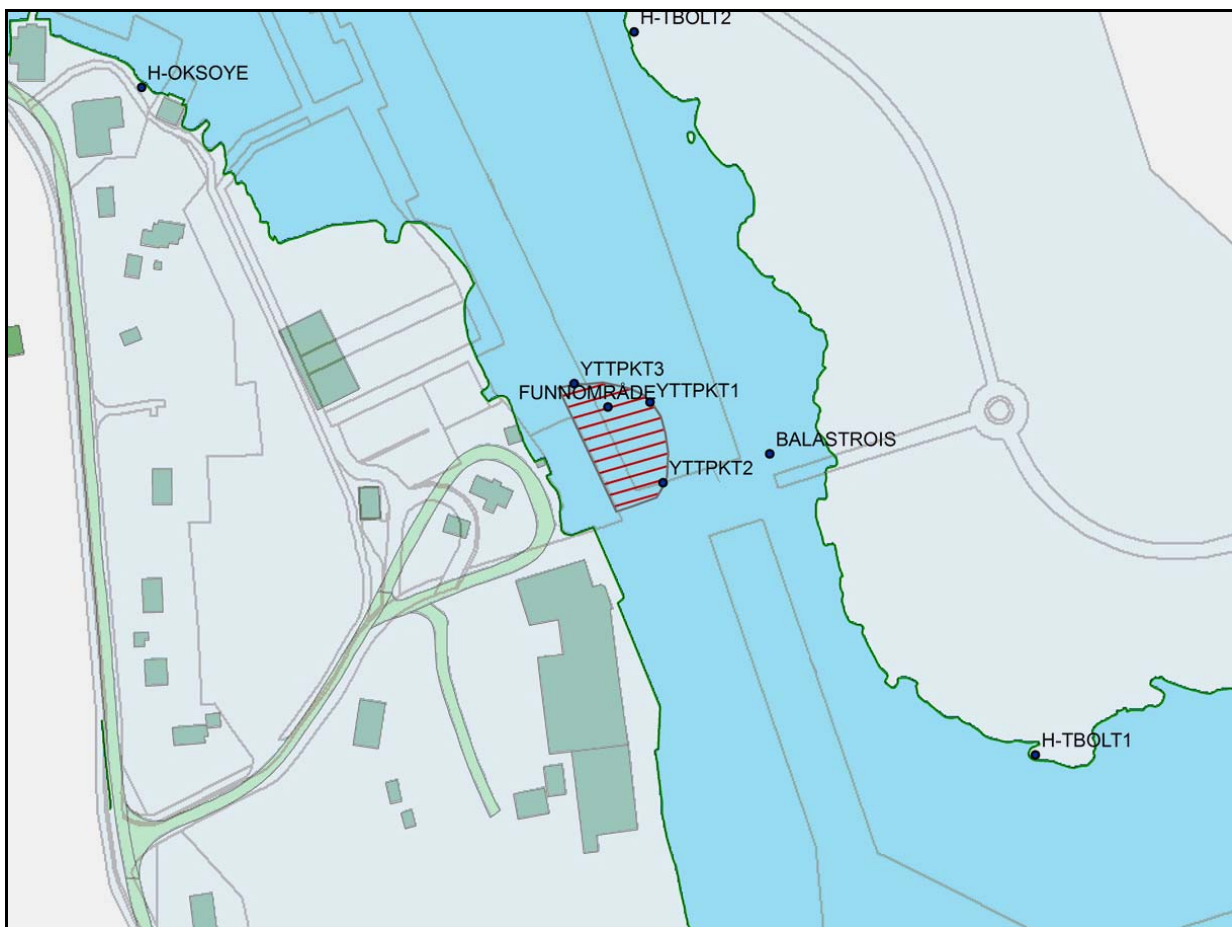 H-TBOLT2
H-OKSOYE
YTTPKT3
FUNNOMRÅDE
YTTPKT1
BALASTROIS
YTTPKT2
H-TBOLT1